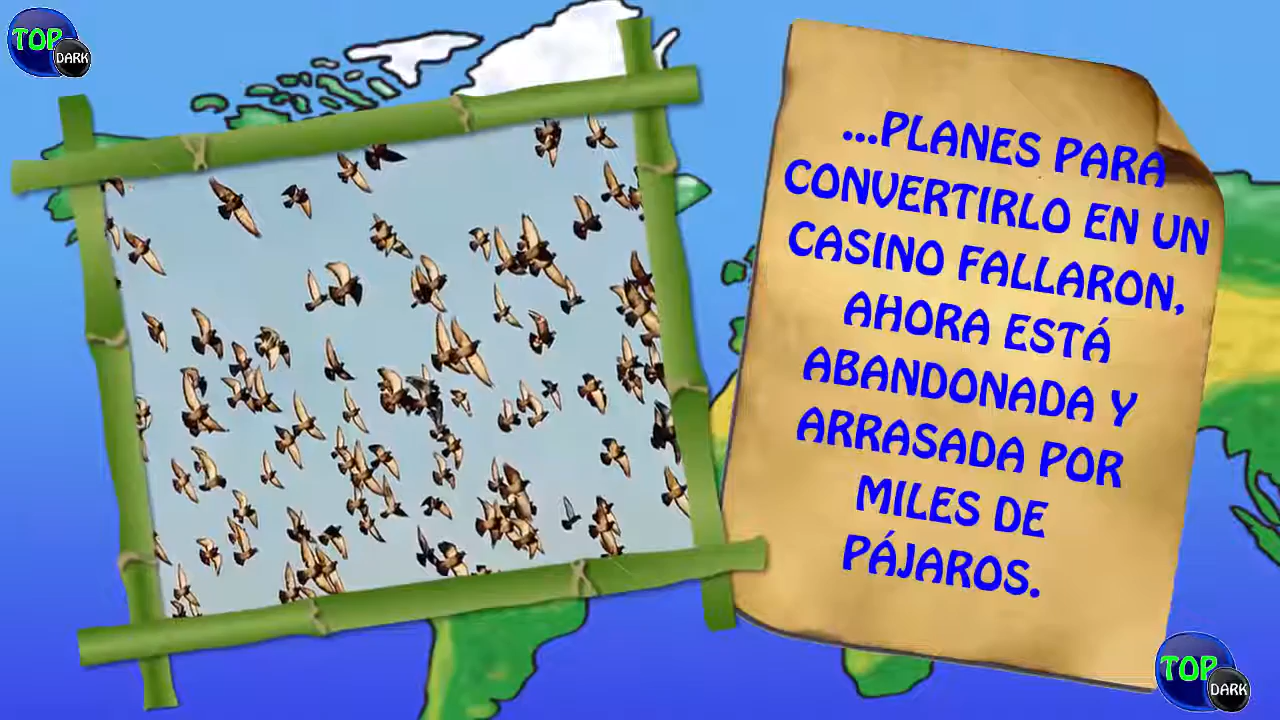 TOP
DARK
...PLANES PARA
CONVERTIRLO EN UN
CASINO FALLARON,
AHORA ESTÁ
ABANDONADA Y
ARRASADA POR
MILES DE
PÁJAROS.
TOP
DARK